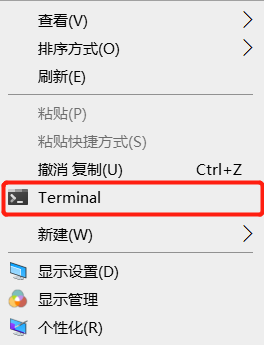 查看(V)
排序方式(O)
刷新(E)
粘贴(P)
粘贴快捷方式(S)
撤消 复制(U) Ctrl+Z
Terminal
新建(W)
显示设置(D)
显示管理
个性化(R)